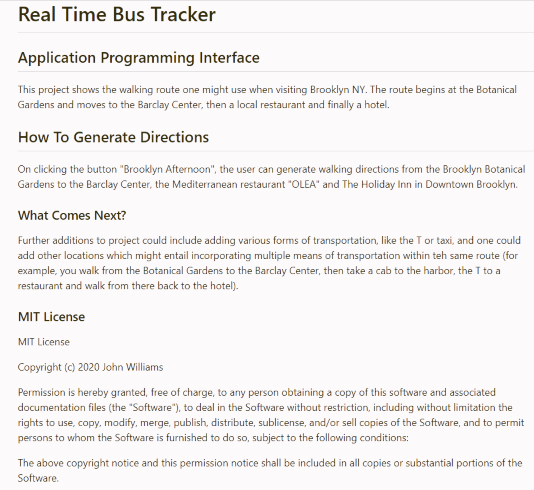 Real Time Bus Tracker
Application Programming Interface
This project shows the walking route one might use when visiting Brooklyn NY. The route begins at the Botanical
Gardens and moves to the Barclay Center, then a local restaurant and finally a hotel.
How To Generate Directions
On clicking the button "Brooklyn Afternoon", the user can generate walking directions from the Brooklyn Botanical
Gardens to the Barclay Center, the Mediterranean restaurant "OLEA" and The Holiday Inn in Downtown Brooklyn.
What Comes Next?
Further additions to project could include adding various forms of transportation, like the T or taxi, and one could
add other locations which might entail incorporating multiple means of transportation within teh same route (for
example, you walk from the Botanical Gardens to the Barclay Center, then take a cab to the harbor, the T to a
restaurant and walk from there back to the hotel).
MIT License
MIT License
Copyright (c) 2020 John Williams
Permission is hereby granted, free of charge, to any person obtaining a copy of this software and associated
documentation files (the "Software"), to deal in the Software without restriction, including without limitation the
rights to use, copy, modify, merge, publish, distribute, sublicense, and/or sell copies of the Software, and to permit
persons to whom the Software is furnished to do so, subject to the following conditions:
The above copyright notice and this permission notice shall be included in all copies or substantial portions of the
Software.